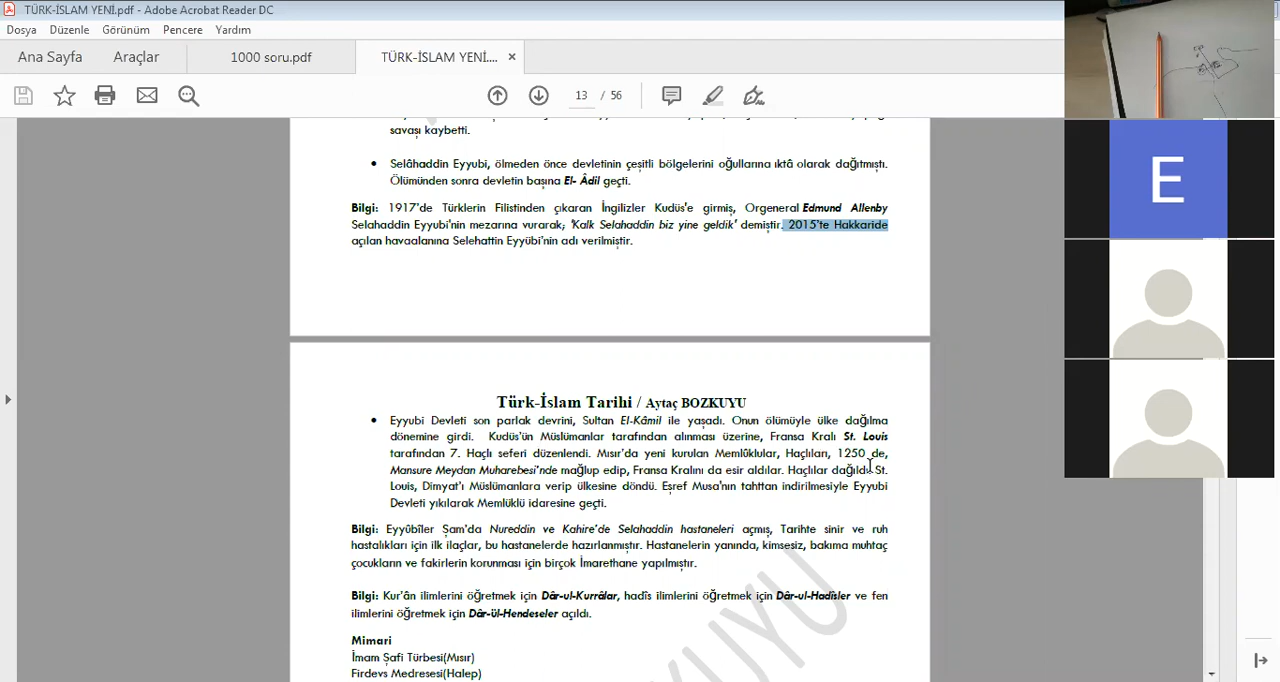 TÜRK-İSLAM YENİ.pdf - Adobe Acrobat Reader DC
Dosya Düzenle Görünüm Pencere Yardım
Ana Sayfa Araçlar 1000 soru.pdf TÜRK-İSLAM YENİ.... ×
13 / 56
savaşı kaybetti.
• Selâhaddin Eyyubi, ölmeden önce devletinin çeşitli bölgelerini oğullarına ıktâ olarak dağıtmıştı.
Ölümünden sonra devletin başına El- Âdil geçti.
Bilgi: 1917'de Türklerin Filistinden çıkaran İngilizler Kudüs'e girmiş, Orgeneral Edmund Allenby
Selahaddin Eyyubi'nin mezarına vurarak; 'Kalk Selahaddin biz yine geldik' demiştir. 2015'te Hakkaride
açılan havaalanına Selehattin Eyyübi'nin adı verilmiştir.
E
Türk-İslam Tarihi / Aytaç BOZKUYU
• Eyyubi Devleti son parlak devrini, Sultan El-Kâmil ile yaşadı. Onun ölümüyle ülke dağılma
dönemine girdi. Kudüs'ün Müslümanlar tarafından alınması üzerine, Fransa Kralı St. Louis
tarafından 7. Haçlı seferi düzenlendi. Mısır'da yeni kurulan Memlûklular, Haçlıları, 1250 de,
Mansure Meydan Muharebesi'nde mağlup edip, Fransa Kralını da esir aldılar. Haçlılar dağıldı. St.
Louis, Dimyat'ı Müslümanlara verip ülkesine döndü. Eşref Musa'nın tahttan indirilmesiyle Eyyubi
Devleti yıkılarak Memlüklü idaresine geçti.
Bilgi: Eyyûbîler Şam'da Nureddin ve Kahire'de Selahaddin hastaneleri açmış, Tarihte sinir ve ruh
hastalıkları için ilk ilaçlar, bu hastanelerde hazırlanmıştır. Hastanelerin yanında, kimsesiz, bakıma muhtaç
çocukların ve fakirlerin korunması için birçok İmarethane yapılmıştır.
Bilgi: Kur'ân ilimlerini öğretmek için Dâr-ul-Kurrâlar, hadîs ilimlerini öğretmek için Dâr-ul-Hadîsler ve fen
ilimlerini öğretmek için Dâr-ül-Hendeseler açıldı.
Mimari
İmam Şafi Türbesi(Mısır)
Firdevs Medresesi(Halep)